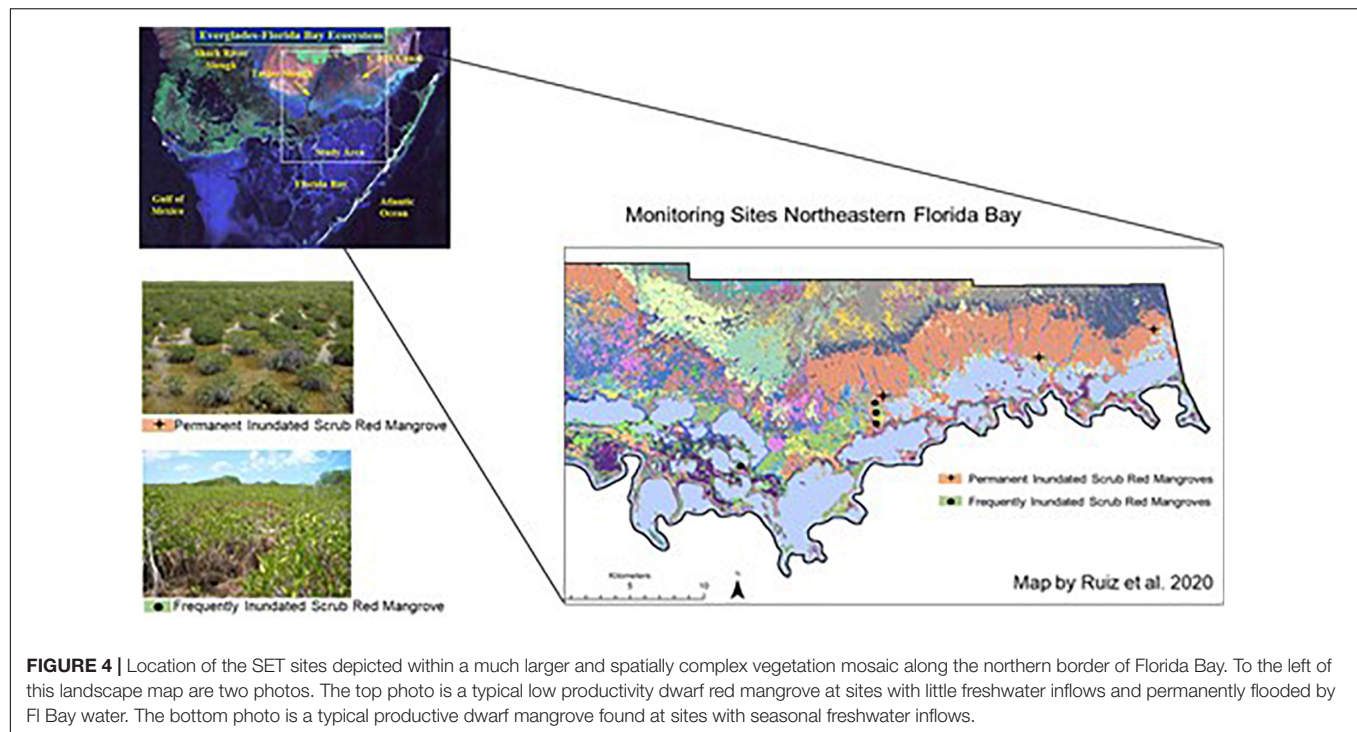 Everglades-Florida Bay Ecosystem
Shark River
Slough
Taylor Slough
Canal
Study Area
Florida Bay
Gulf of
Mexico
Atlantic
Ocean
Permanent Inundated Scrub Red Mangrove
Frequently Inundated Scrub Red Mangrove
Monitoring Sites Northeastern Florida Bay
Permanent Inundated Scrub Red Mangroves
Frequently Inundated Scrub Red Mangroves
Kilometers
5 10
N
Map by Ruiz et al. 2020
FIGURE 4 | Location of the SET sites depicted within a much larger and spatially complex vegetation mosaic along the northern border of Florida Bay. To the left of
this landscape map are two photos. The top photo is a typical low productivity dwarf red mangrove at sites with little freshwater inflows and permanently flooded by
Fl Bay water. The bottom photo is a typical productive dwarf mangrove found at sites with seasonal freshwater inflows.